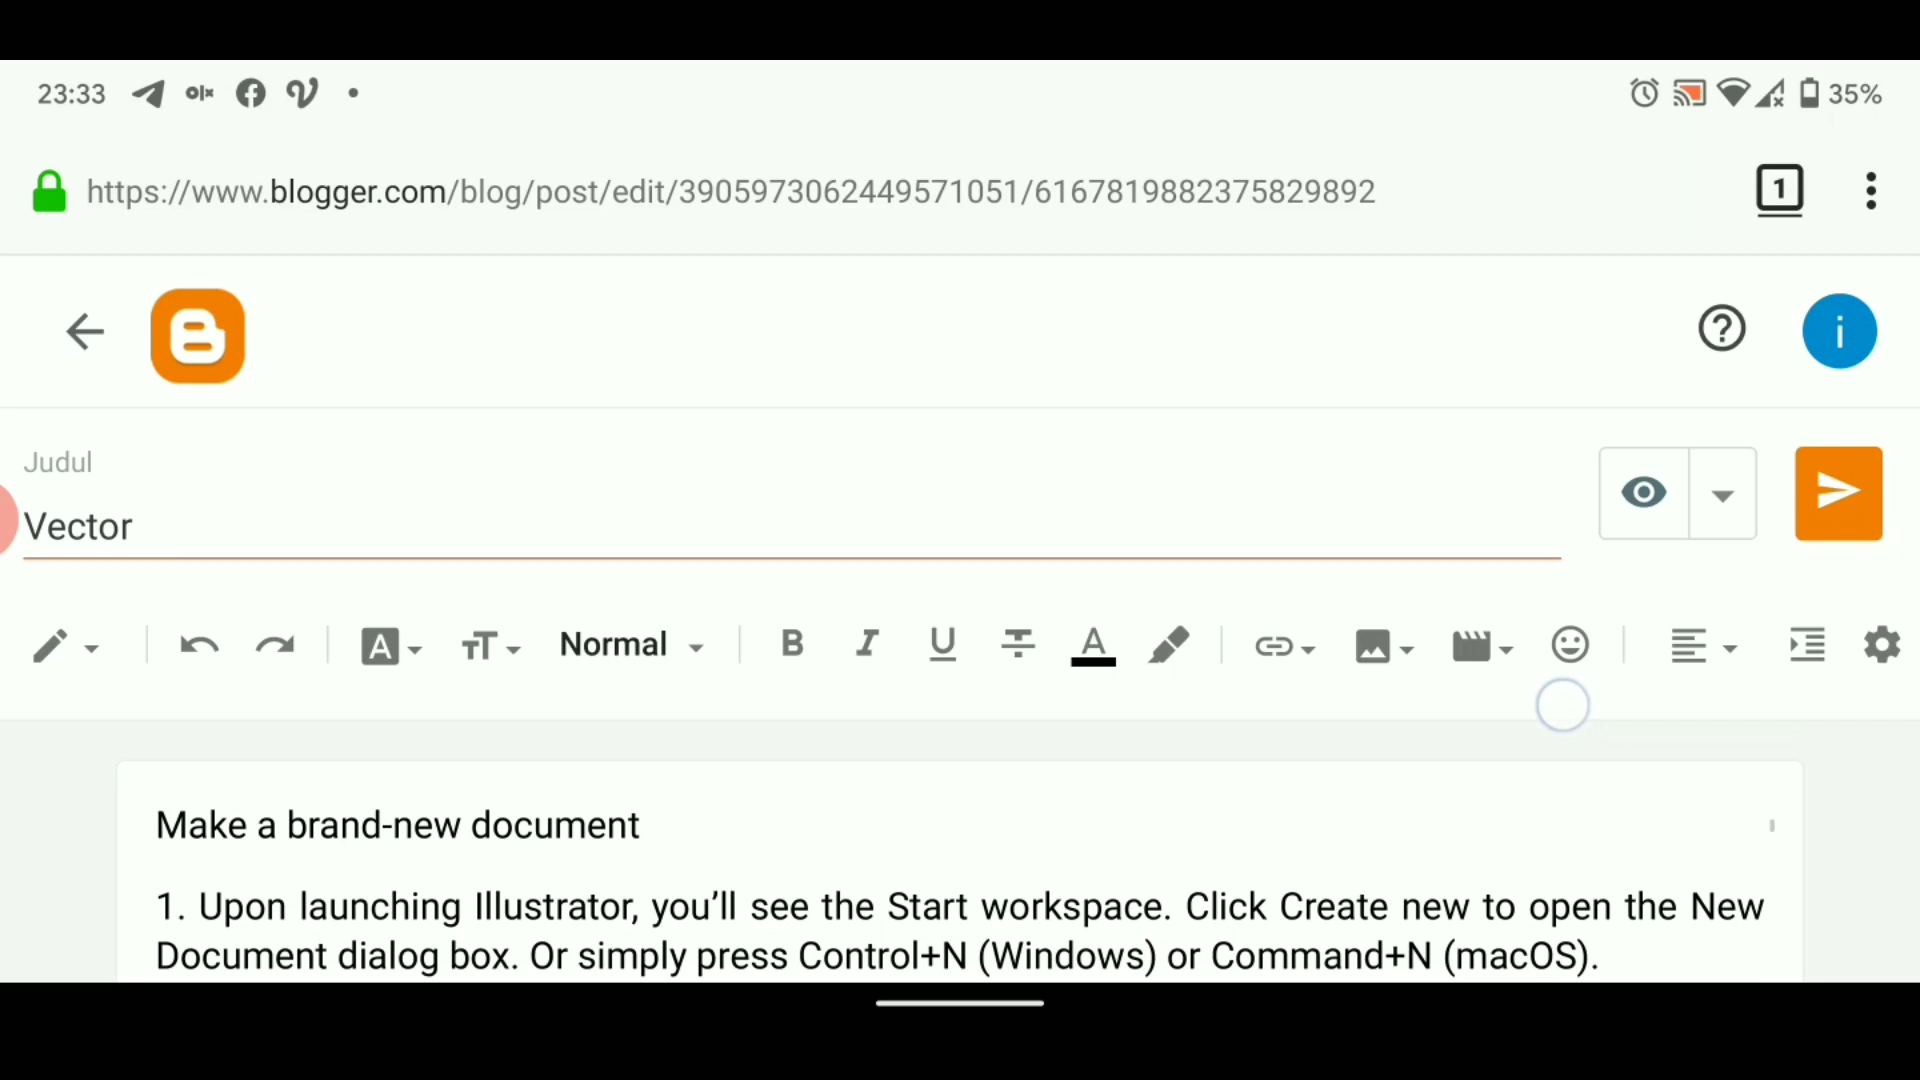 23:33 olx 35%
https://www.blogger.com/blog/post/edit/3905973062449571051/6167819882375829892 1
i
Judul
Vector
Normal B I U A
Make a brand-new document
1. Upon launching Illustrator, you’ll see the Start workspace. Click Create new to open the New
Document dialog box. Or simply press Control+N (Windows) or Command+N (macOS).